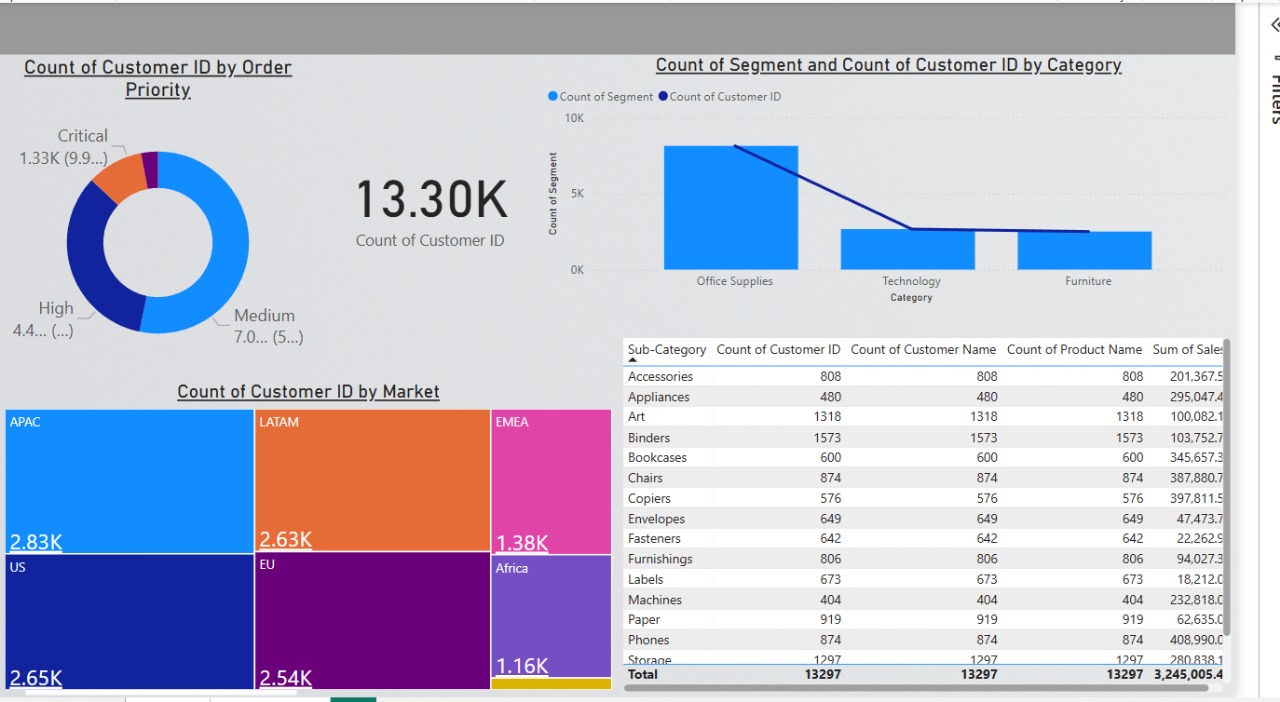 Count of Customer ID by Order
Priority
Critical
1.33K (9.9...)
High
4.4... (...)
Medium
7.0... (5...)
13.30K
Count of Customer ID
Count of Segment and Count of Customer ID by Category
Count of Segment Count of Customer ID
Count of Segment
10K
5K
0K
Office Supplies Technology Furniture
Category
Count of Customer ID by Market
APAC
2.83K
LATAM
2.63K
EMEA
1.38K
US
2.65K
EU
2.54K
Africa
1.16K
Sub-Category Count of Customer ID Count of Customer Name Count of Product Name Sum of Sales
Accessories 808 808 808 201,367.5
Appliances 480 480 480 295,047.4
Art 1318 1318 1318 100,082.1
Binders 1573 1573 1573 103,752.7
Bookcases 600 600 600 345,657.3
Chairs 874 874 874 387,880.7
Copiers 576 576 576 397,811.5
Envelopes 649 649 649 47,473.7
Fasteners 642 642 642 22,262.9
Furnishings 806 806 806 94,027.3
Labels 673 673 673 18,212.0
Machines 404 404 404 232,818.0
Paper 919 919 919 62,635.0
Phones 874 874 874 408,990.0
Storage 1297 1297 1297 280,838.1
Total 13297 13297 13297 3,245,005.4
Filters